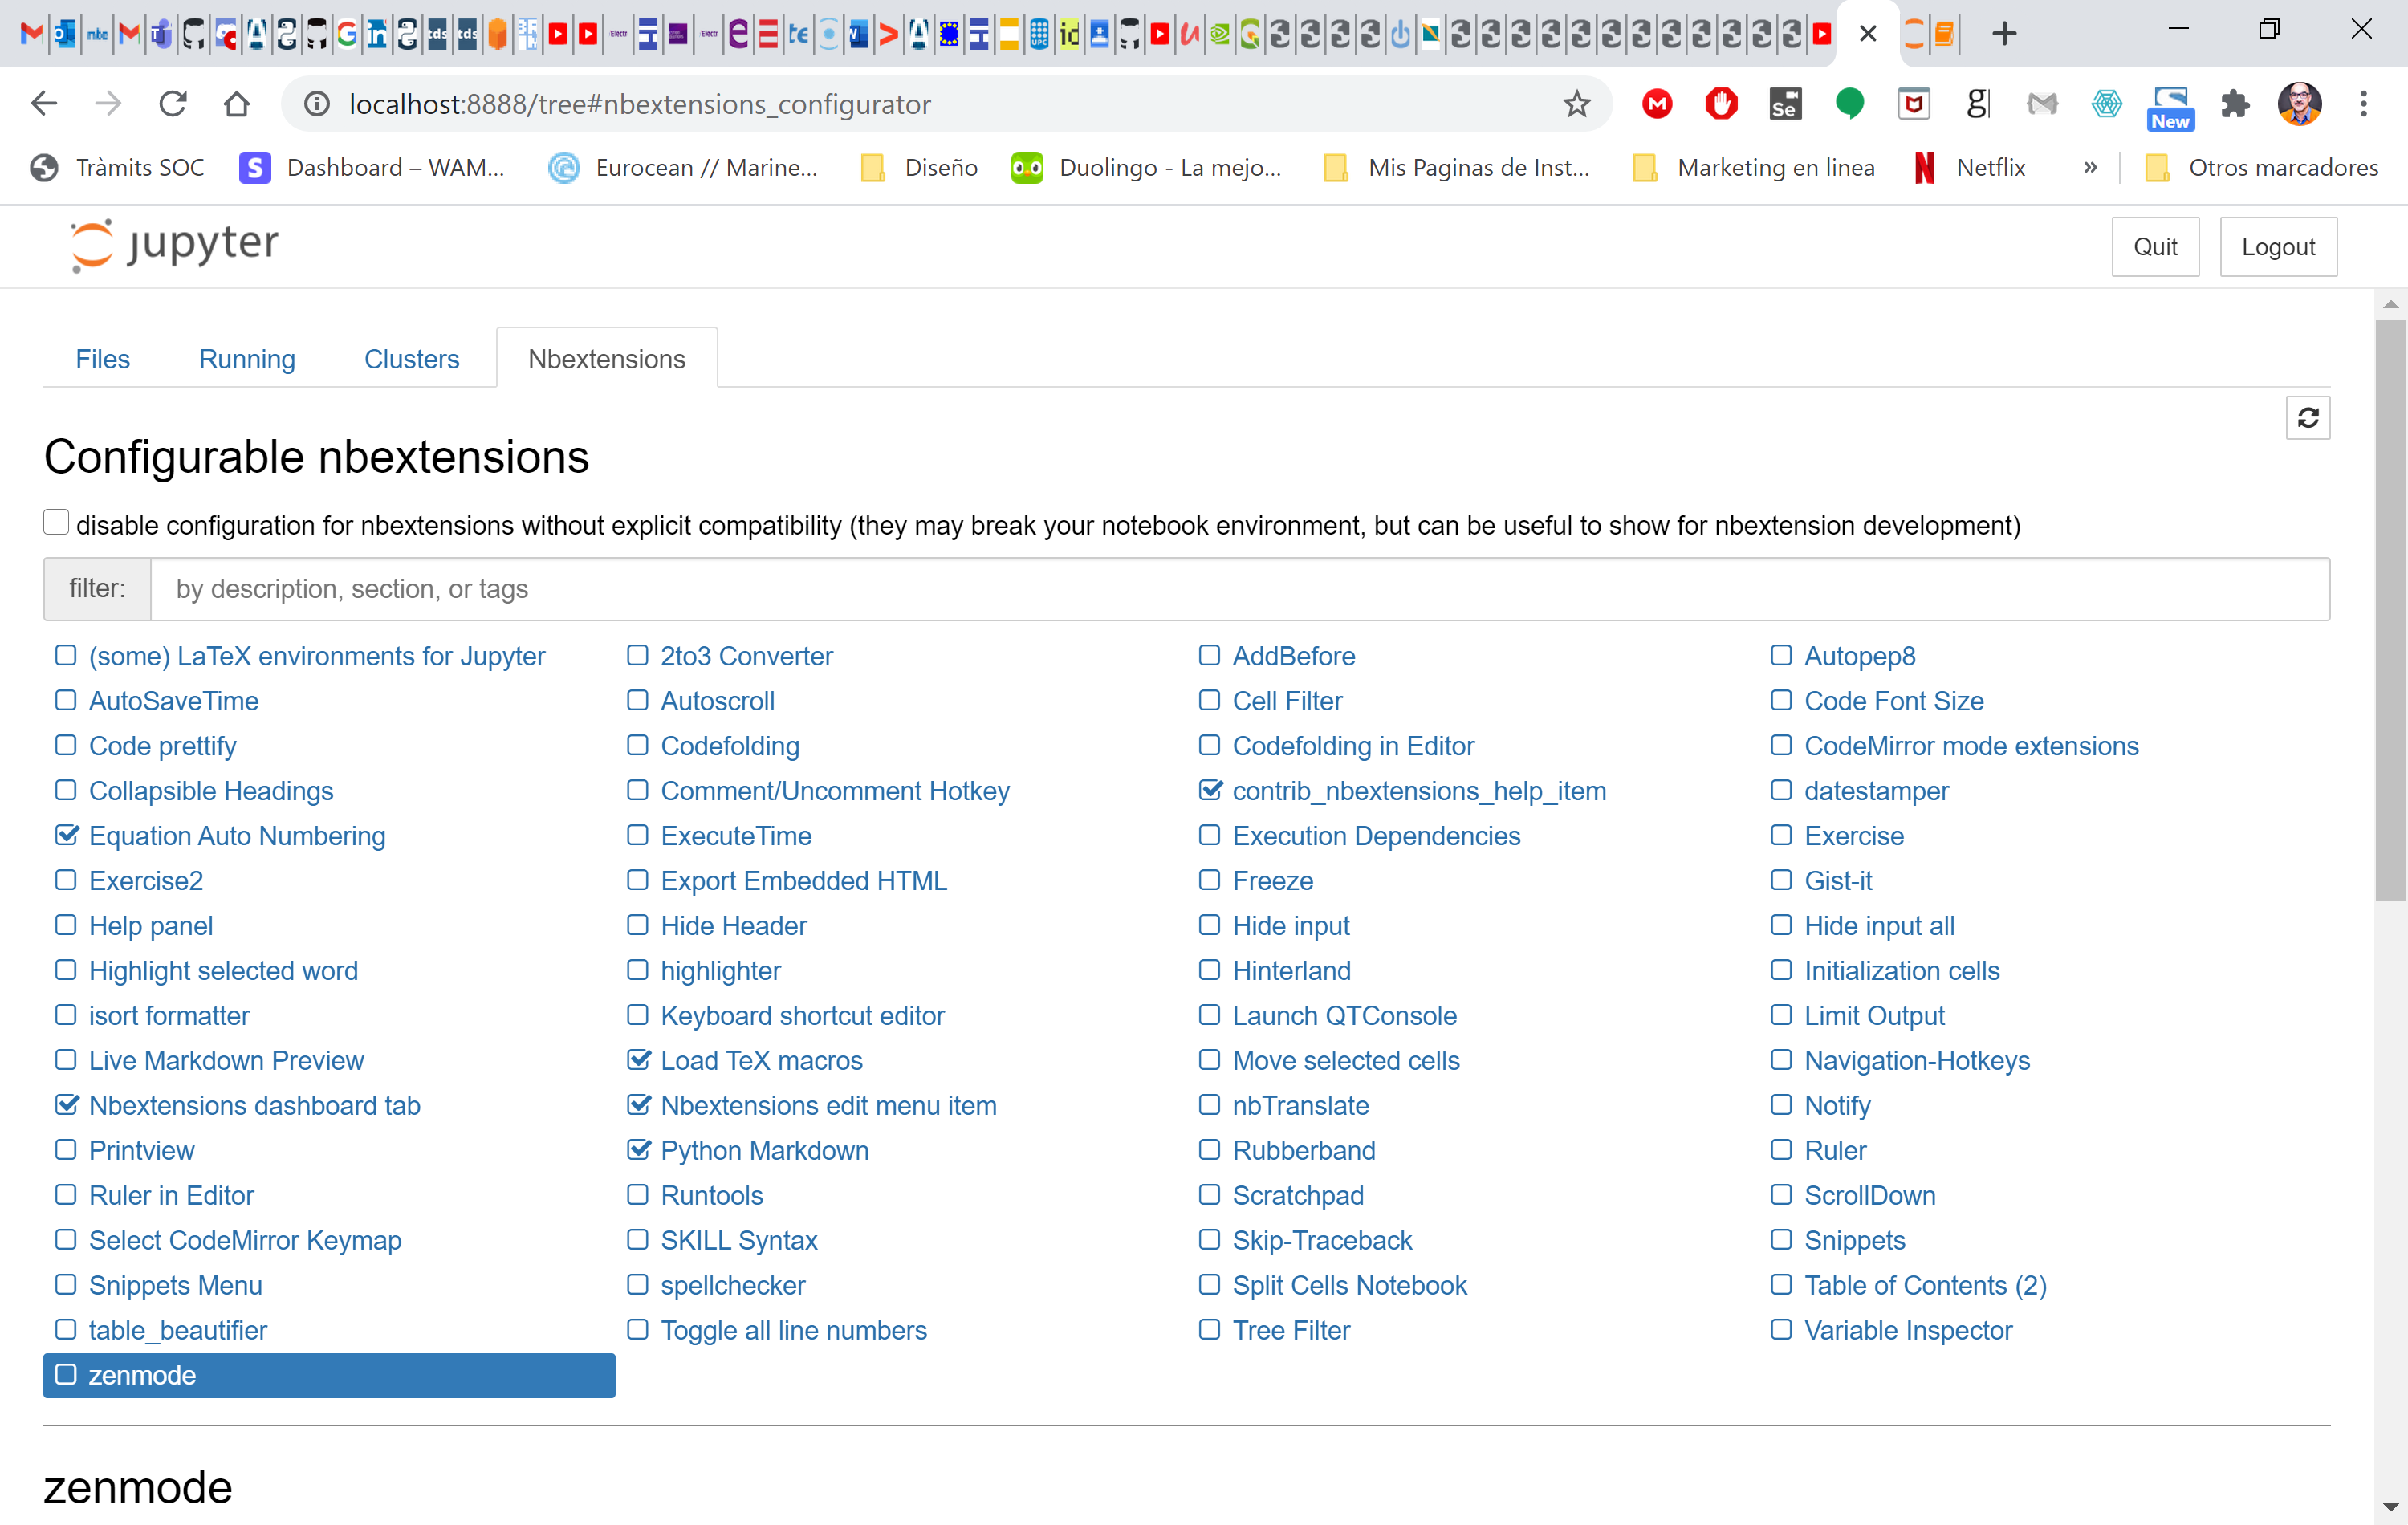 localhost:8888/tree#nbextensions_configurator
Se
g|
New
Tràmits SOC
Dashboard – WAM...
Eurocean // Marine...
Diseño
Duolingo - La mejo...
Mis Paginas de Inst...
Marketing en linea
Netflix
»
Otros marcadores
jupyter
Quit
Logout
Files
Running
Clusters
Nbextensions
Configurable nbextensions
disable configuration for nbextensions without explicit compatibility (they may break your notebook environment, but can be useful to show for nbextension development)
filter:
by description, section, or tags
(some) LaTeX environments for Jupyter
2to3 Converter
AddBefore
Autopep8
AutoSaveTime
Autoscroll
Cell Filter
Code Font Size
Code prettify
Codefolding
Codefolding in Editor
CodeMirror mode extensions
Collapsible Headings
Comment/Uncomment Hotkey
contrib_nbextensions_help_item
datestamper
Equation Auto Numbering
ExecuteTime
Execution Dependencies
Exercise
Exercise2
Export Embedded HTML
Freeze
Gist-it
Help panel
Hide Header
Hide input
Hide input all
Highlight selected word
highlighter
Hinterland
Initialization cells
isort formatter
Keyboard shortcut editor
Launch QTConsole
Limit Output
Live Markdown Preview
Load TeX macros
Move selected cells
Navigation-Hotkeys
Nbextensions dashboard tab
Nbextensions edit menu item
nbTranslate
Notify
Printview
Python Markdown
Rubberband
Ruler
Ruler in Editor
Runtools
Scratchpad
ScrollDown
Select CodeMirror Keymap
SKILL Syntax
Skip-Traceback
Snippets
Snippets Menu
spellchecker
Split Cells Notebook
Table of Contents (2)
table_beautifier
Toggle all line numbers
Tree Filter
Variable Inspector
zenmode
zenmode